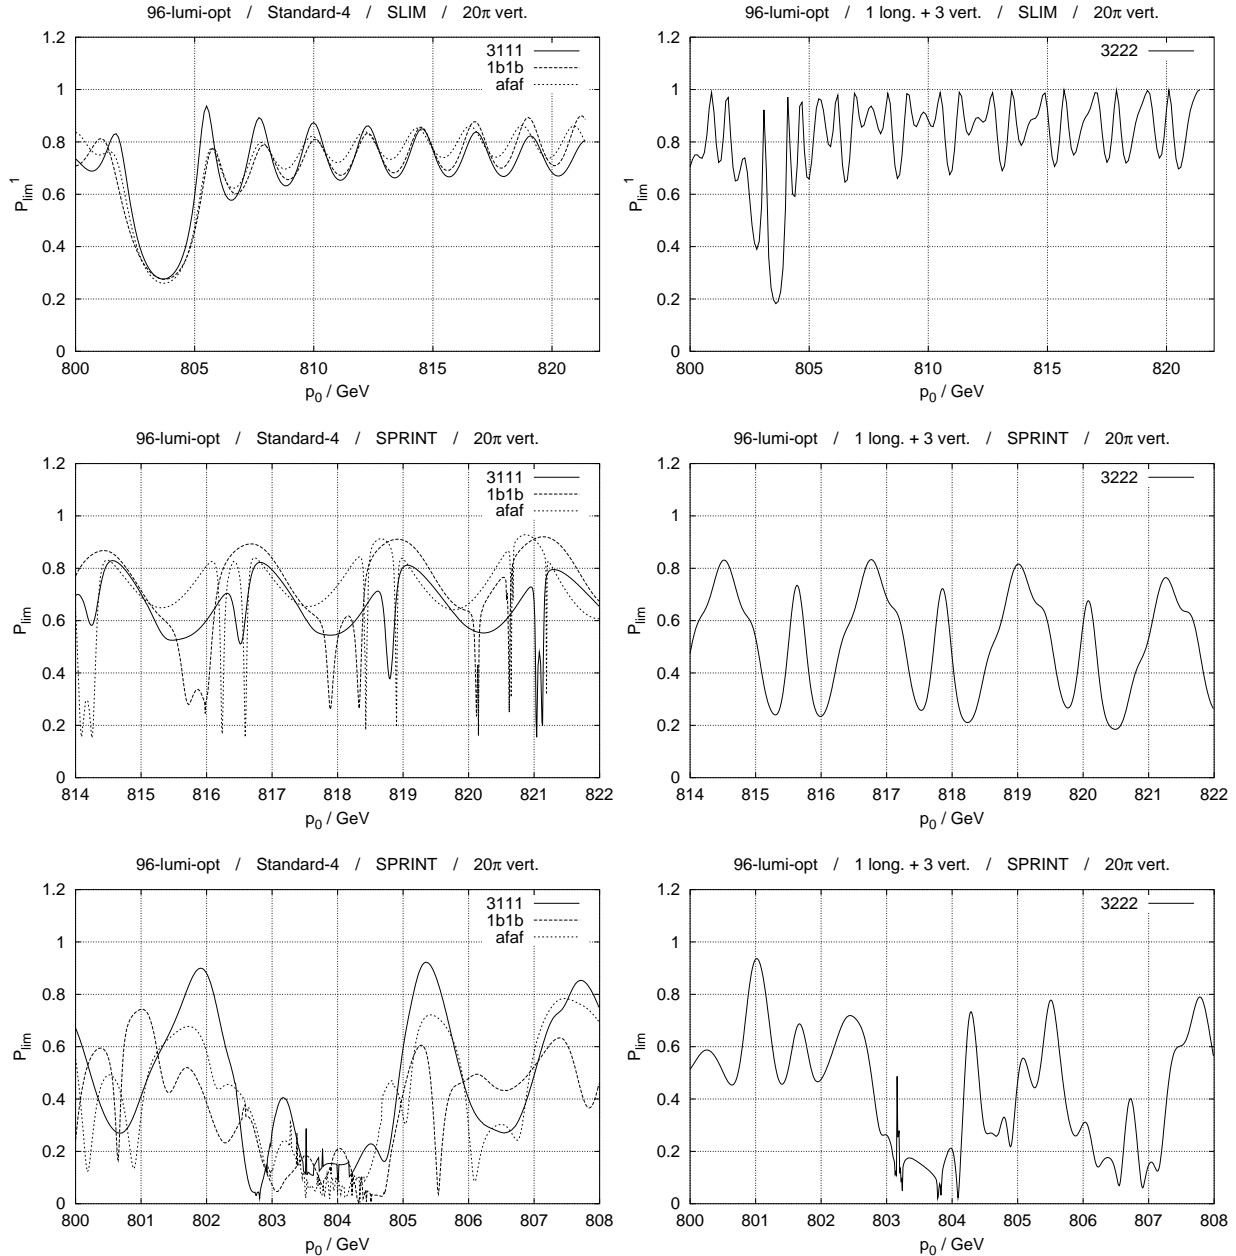 96-lumi-opt / Standard-4 / SLIM / 20π vert.
1.2
1
0.8
0.6
0.4
0.2
0
P_lim^1
3111
1b1b
afaf
800 805 810 815 820
p_0 / GeV
96-lumi-opt / 1 long. + 3 vert. / SLIM / 20π vert.
1.2
1
0.8
0.6
0.4
0.2
0
P_lim^1
3222
800 805 810 815 820
p_0 / GeV
96-lumi-opt / Standard-4 / SPRINT / 20π vert.
1.2
1
0.8
0.6
0.4
0.2
0
P_lim
3111
1b1b
afaf
814 815 816 817 818 819 820 821 822
p_0 / GeV
96-lumi-opt / 1 long. + 3 vert. / SPRINT / 20π vert.
1.2
1
0.8
0.6
0.4
0.2
0
P_lim
3222
814 815 816 817 818 819 820 821 822
p_0 / GeV
96-lumi-opt / Standard-4 / SPRINT / 20π vert.
1.2
1
0.8
0.6
0.4
0.2
0
P_lim
3111
1b1b
afaf
800 801 802 803 804 805 806 807 808
p_0 / GeV
96-lumi-opt / 1 long. + 3 vert. / SPRINT / 20π vert.
1.2
1
0.8
0.6
0.4
0.2
0
P_lim
3222
800 801 802 803 804 805 806 807 808
p_0 / GeV